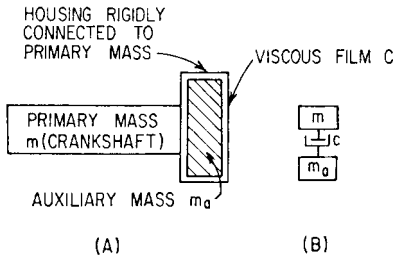 HOUSING RIGIDLY
CONNECTED TO
PRIMARY MASS
VISCOUS FILM C
PRIMARY MASS
m (CRANKSHAFT)
AUXILIARY MASS ma
m
C
ma
(A)
(B)